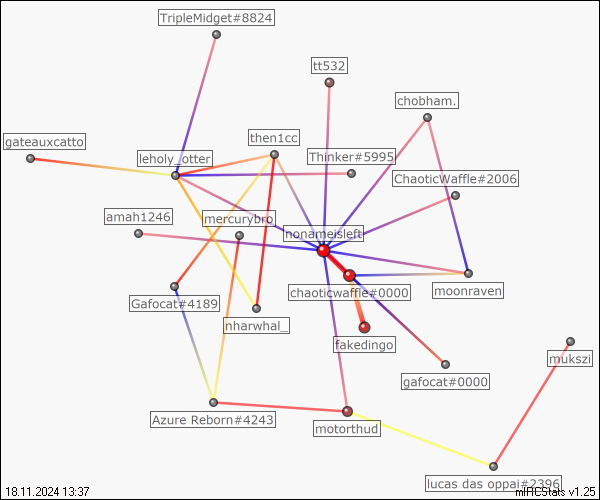 TripleMidget#8824
tt532
chobham.
gateauxcatto
then1cc
leholy_otter
Thinker#5995
ChaoticWaffle#2006
amah1246
mercurybro
nonameisleft
chaoticwaffle#0000
moonraven
Gafocat#4189
nharwhal_
fakedingo
mukszi
gafocat#0000
Azure Reborn#4243
motorthud
lucas das oppai#2396
18.11.2024 13:37
mIRCStats v1.25